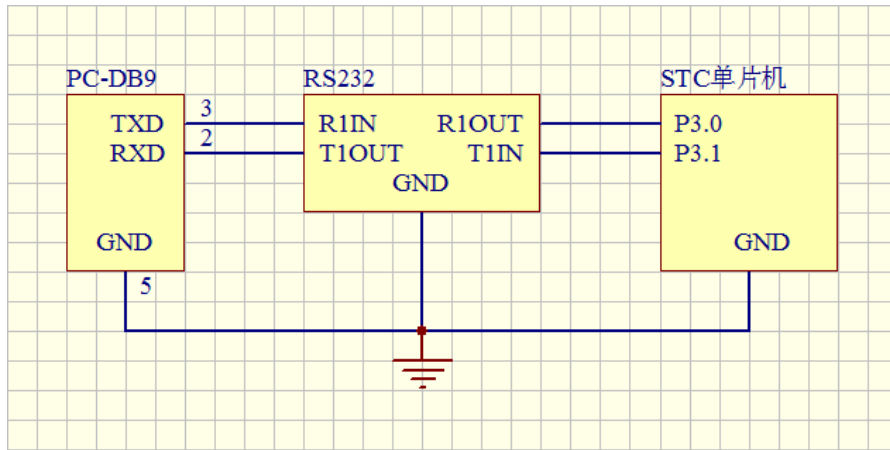 PC-DB9 RS232 STC单片机
TXD 3 R1IN R1OUT P3.0
RXD 2 T1OUT T1IN P3.1
GND
GND GND
5